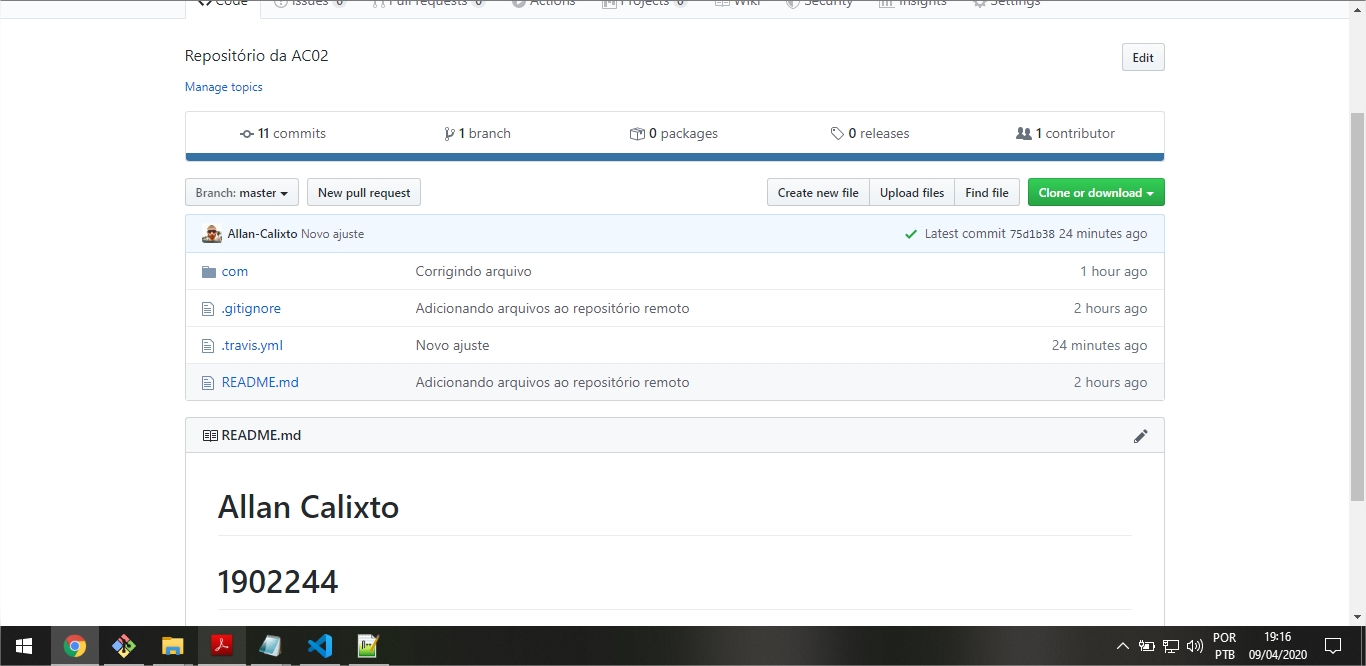 Code Issues 0 Pull requests 0 Actions Projects 0 Wiki Security Insights Settings
Repositório da AC02
Edit
Manage topics
11 commits 1 branch 0 packages 0 releases 1 contributor
Branch: master New pull request Create new file Upload files Find file Clone or download
Allan-Calixto Novo ajuste Latest commit 75d1b38 24 minutes ago
com Corrigindo arquivo 1 hour ago
.gitignore Adicionando arquivos ao repositório remoto 2 hours ago
.travis.yml Novo ajuste 24 minutes ago
README.md Adicionando arquivos ao repositório remoto 2 hours ago
README.md
Allan Calixto
1902244
POR 19:16
PTB 09/04/2020